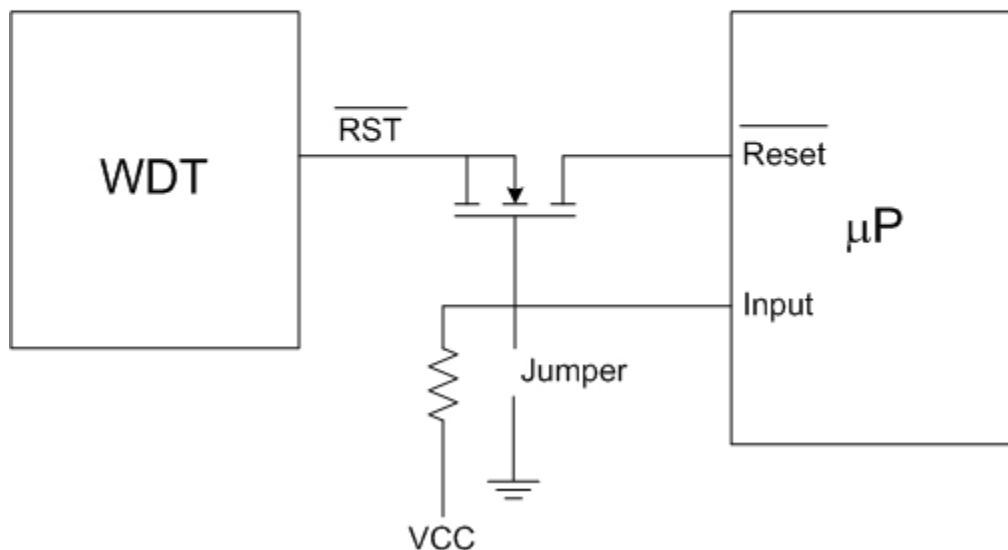 RST
WDT
Reset
μP
Input
Jumper
VCC